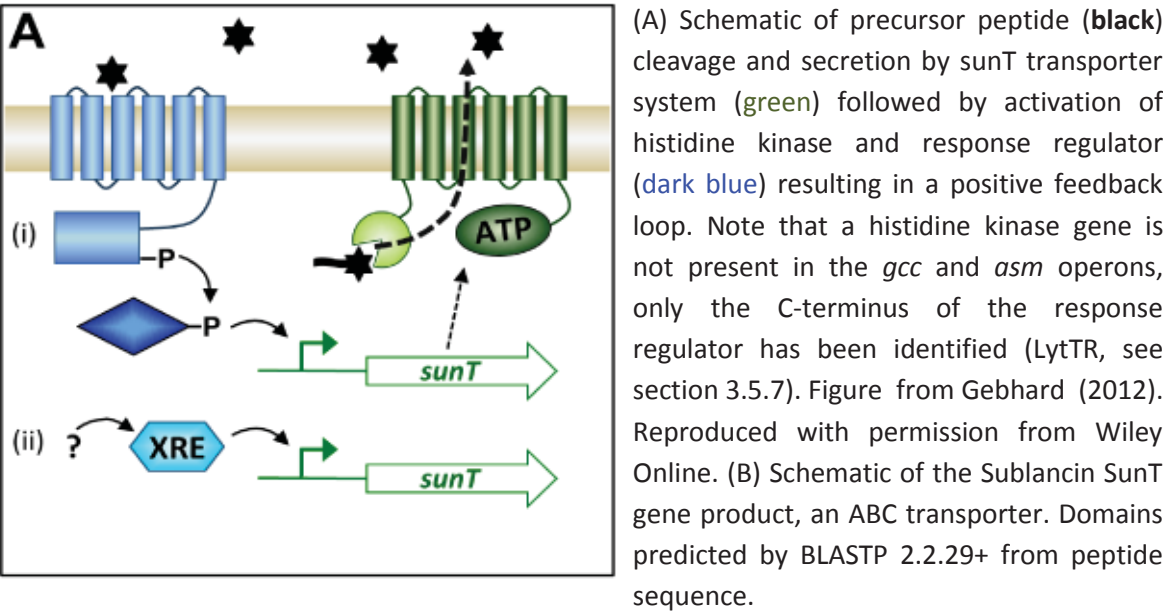 A
(i)
P
P
ATP
sunT
(ii)
?
XRE
sunT
(A) Schematic of precursor peptide (black)
cleavage and secretion by sunT transporter
system (green) followed by activation of
histidine kinase and response regulator
(dark blue) resulting in a positive feedback
loop. Note that a histidine kinase gene is
not present in the gcc and asm operons,
only the C-terminus of the response
regulator has been identified (LytTR, see
section 3.5.7). Figure from Gebhard (2012).
Reproduced with permission from Wiley
Online. (B) Schematic of the Sublancin SunT
gene product, an ABC transporter. Domains
predicted by BLASTP 2.2.29+ from peptide
sequence.